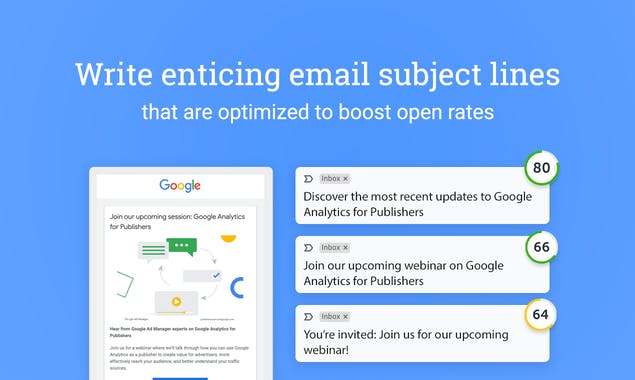 Write enticing email subject lines
that are optimized to boost open rates
Google
Join our upcoming session: Google Analytics
for Publishers
Hear from Google Ad Manager experts on Google Analytics for
Publishers
Join us for a webinar where we'll talk through how you can use Google
Analytics as a publisher to create value for advertisers, more
effectively reach your audience, and better understand your traffic
sources.
80
Inbox ×
Discover the most recent updates to Google
Analytics for Publishers
66
Inbox ×
Join our upcoming webinar on Google
Analytics for Publishers
64
Inbox ×
You're invited: Join us for our upcoming
webinar!